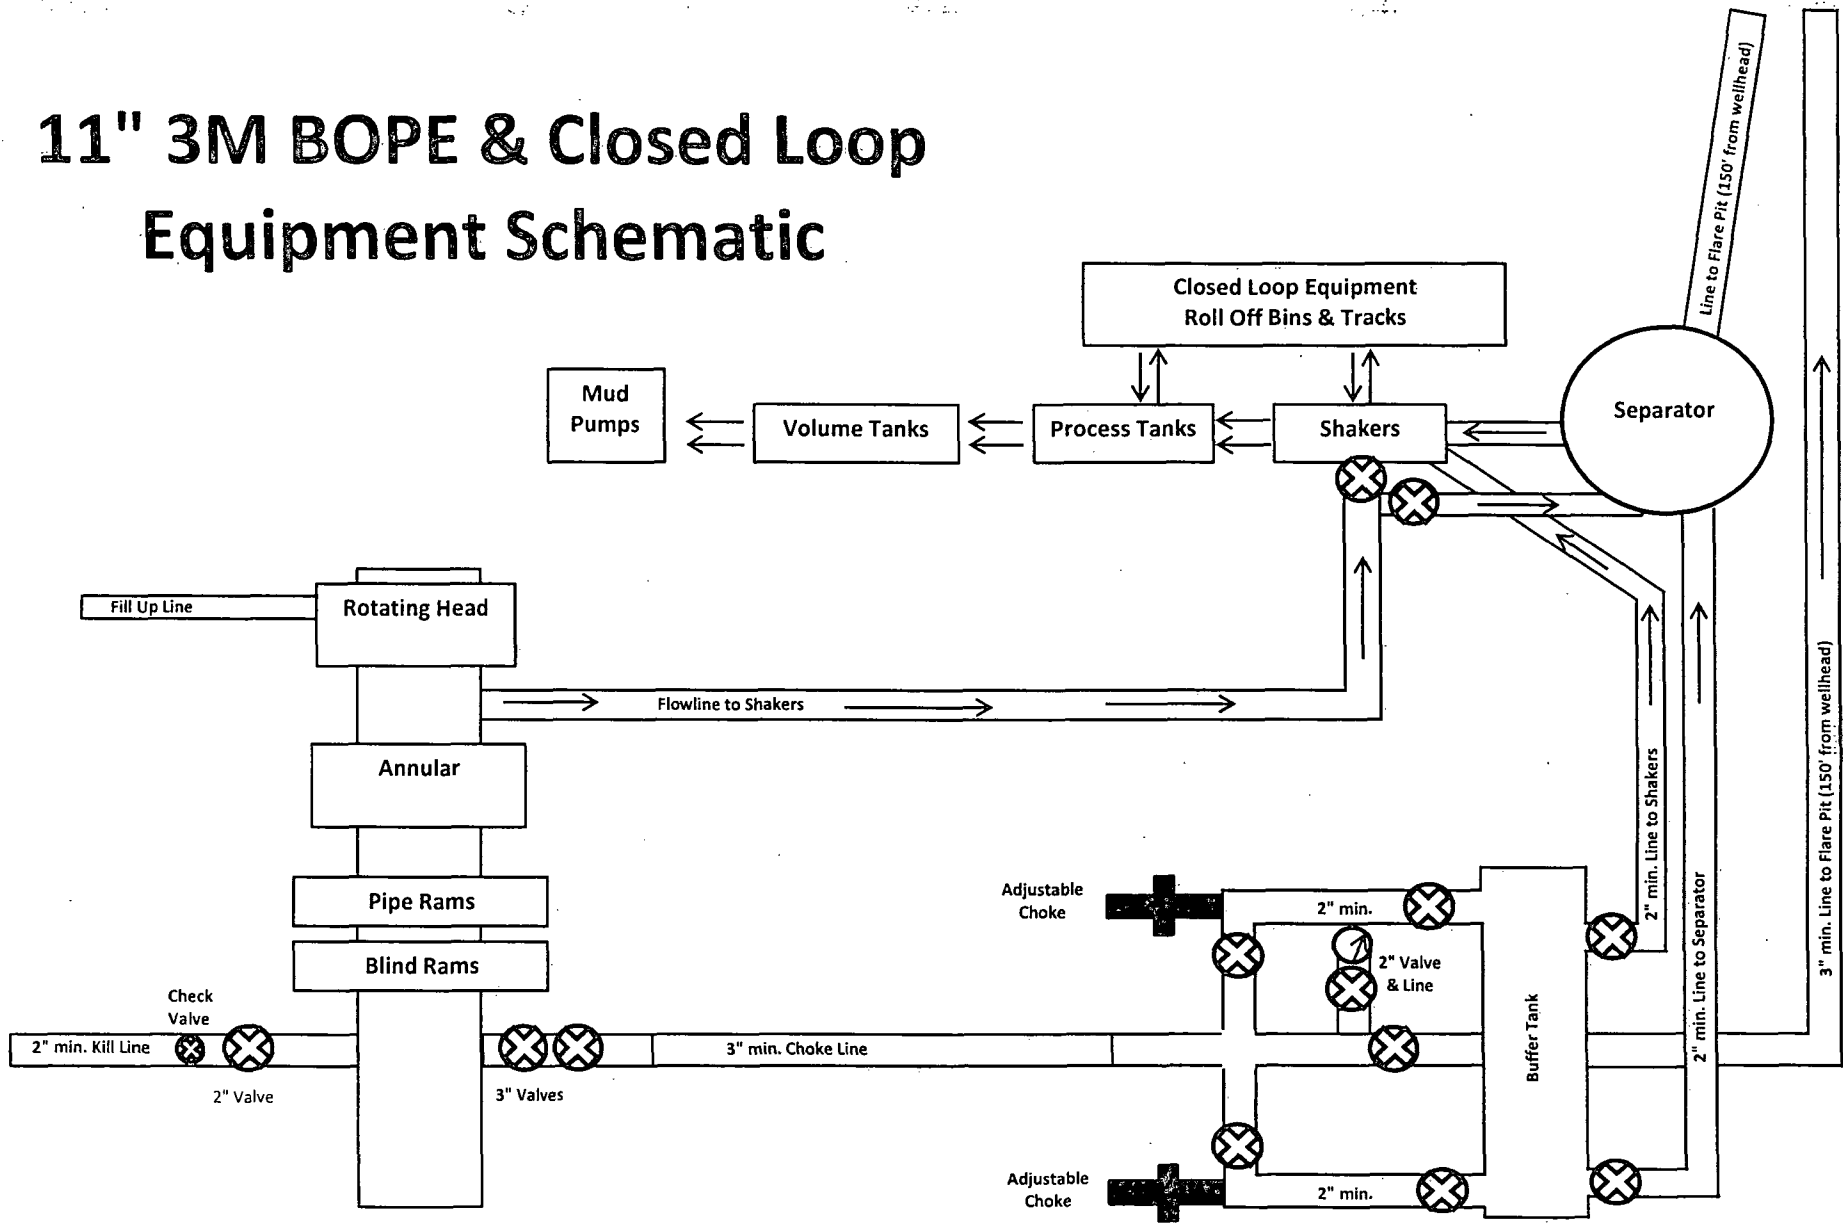 11" 3M BOPE & Closed Loop
Equipment Schematic
Line to Flare Pit (150' from wellhead)
Closed Loop Equipment
Roll Off Bins & Tracks
Mud
Pumps
Volume Tanks
Process Tanks
Shakers
Separator
Fill Up Line
Rotating Head
Flowline to Shakers
Annular
Pipe Rams
Blind Rams
Check
Valve
2" min. Kill Line
2" Valve
3" Valves
3" min. Choke Line
Adjustable
Choke
2" min.
2" Valve
& Line
Buffer Tank
Adjustable
Choke
2" min.
2" min. Line to Shakers
2" min. Line to Separator
3" min. Line to Flare Pit (150' from wellhead)